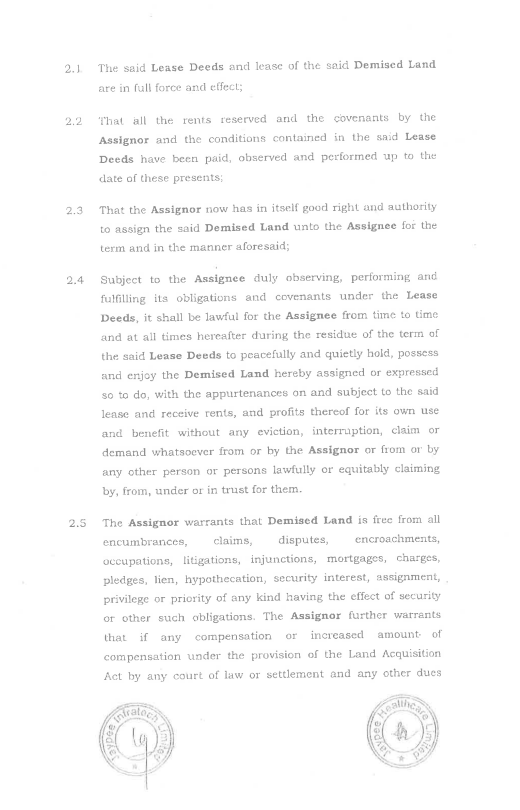 2.1 The said Lease Deeds and lease of the said Demised Land
are in full force and effect;
2.2 That all the rents reserved and the covenants by the
Assignor and the conditions contained in the said Lease
Deeds have been paid, observed and performed up to the
date of these presents;
2.3 That the Assignor now has in itself good right and authority
to assign the said Demised Land unto the Assignee for the
term and in the manner aforesaid;
2.4 Subject to the Assignee duly observing, performing and
fulfilling its obligations and covenants under the Lease
Deeds, it shall be lawful for the Assignee from time to time
and at all times hereafter during the residue of the term of
the said Lease Deeds to peacefully and quietly hold, possess
and enjoy the Demised Land hereby assigned or expressed
so to do, with the appurtenances on and subject to the said
lease and receive rents, and profits thereof for its own use
and benefit without any eviction, interruption, claim or
demand whatsoever from or by the Assignor or from or by
any other person or persons lawfully or equitably claiming
by, from, under or in trust for them.
2.5 The Assignor warrants that Demised Land is free from all
encumbrances, claims, disputes, encroachments,
occupations, litigations, injunctions, mortgages, charges,
pledges, lien, hypothecation, security interest, assignment,
privilege or priority of any kind having the effect of security
or other such obligations. The Assignor further warrants
that if any compensation or increased amount of
compensation under the provision of the Land Acquisition
Act by any court of law or settlement and any other dues
Jaypee Infratech Limited
Jaypee Healthcare Limited